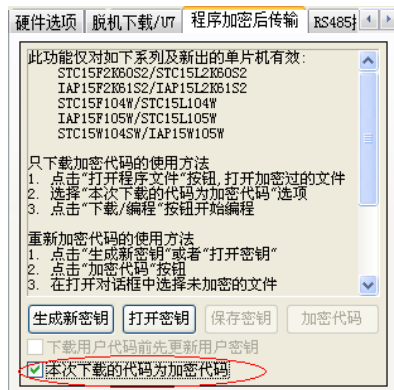 硬件选项 脱机下载/U7 程序加密后传输 RS485
此功能仅对如下系列及新出的单片机有效:
STC15F2K60S2/STC15L2K60S2
IAP15F2K61S2/IAP15L2K61S2
STC15F104W/STC15L104W
IAP15F105W/STC15L105W
STC15W104SW/IAP15W105W
只下载加密代码的使用方法
1. 点击"打开程序文件"按钮,打开加密过的文件
2. 选择"本次下载的代码为加密代码"选项
3. 点击"下载/编程"按钮开始编程
重新加密代码的使用方法
1. 点击"生成新密钥"或者"打开密钥"
2. 点击"加密代码"按钮
3. 在打开对话框中选择未加密的文件
生成新密钥 打开密钥 保存密钥 加密代码
下载用户代码前先更新用户密钥
本次下载的代码为加密代码